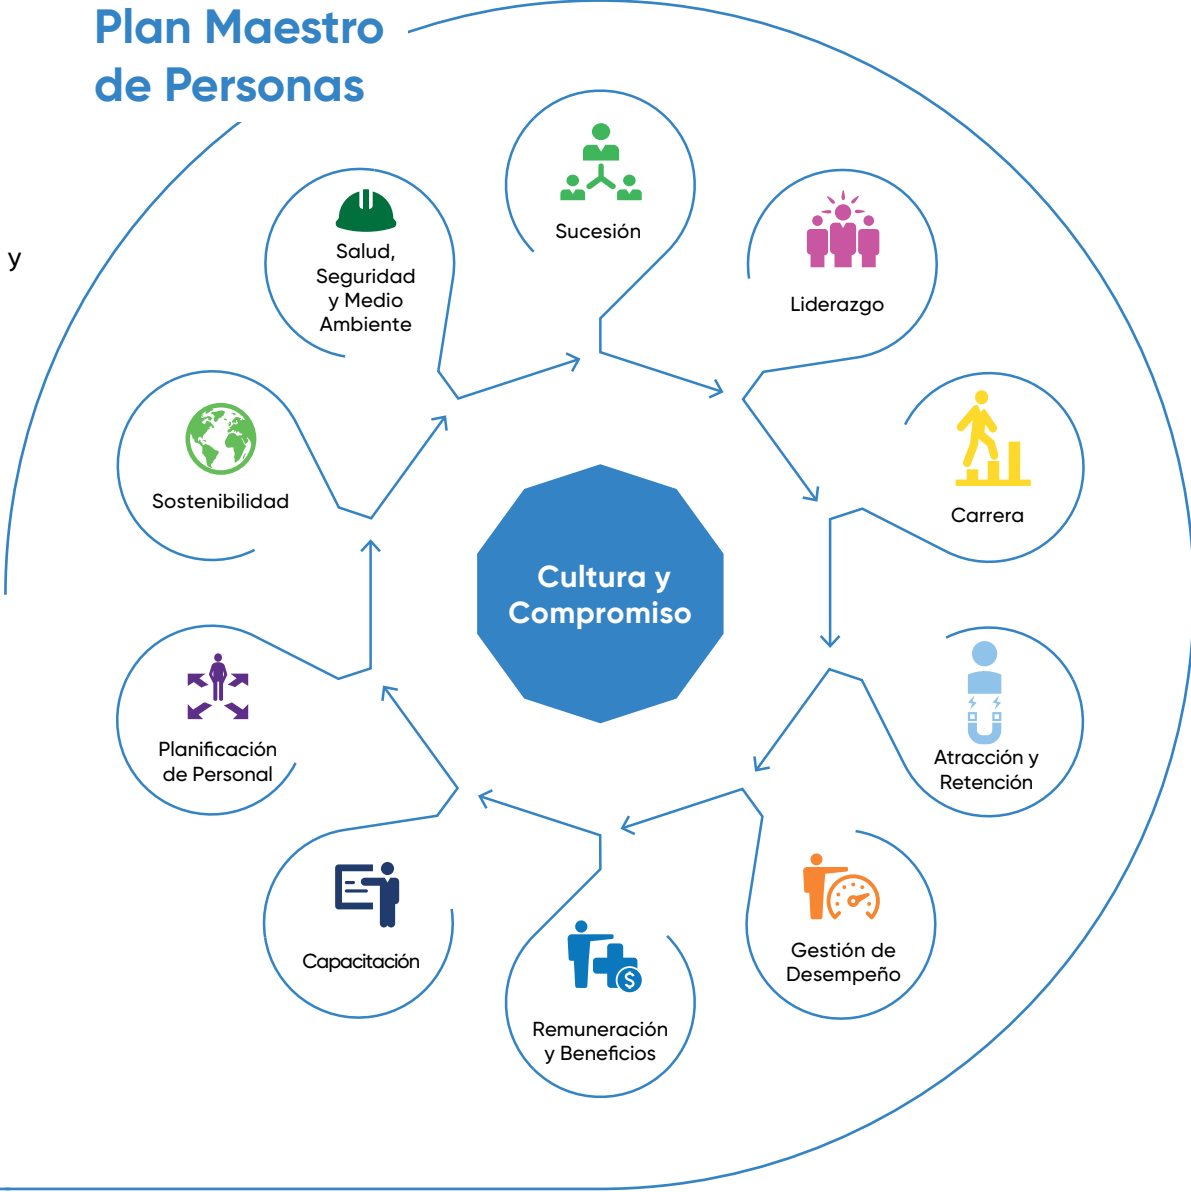 Plan Maestro
de Personas
y
Sucesión
Liderazgo
Carrera
Atracción y
Retención
Gestión de
Desempeño
Remuneración
y Beneficios
Capacitación
Planificación
de Personal
Sostenibilidad
Salud,
Seguridad
y Medio
Ambiente
Cultura y
Compromiso
$